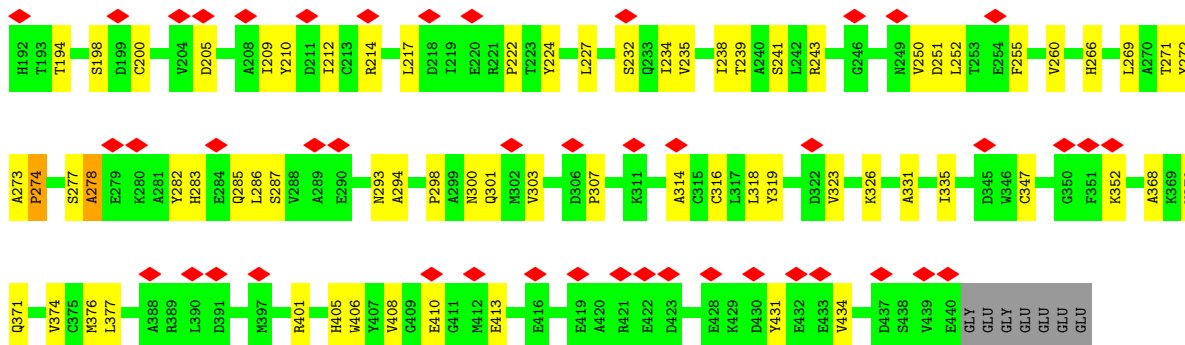 H192 T193 T194 S198 D199 C200 V204 D205 A208 I209 Y210 D211 I212 C213 R214 L217 D218 I219 E220 R221 P222 T223 Y224 L227 S232 Q233 I234 V235 I238 T239 A240 S241 L242 R243 G246 N249 V250 D251 L252 T253 E254 F255 V260 H266 L269 A270 T271 Y272
A273 P274 S277 A278 E279 K280 A281 Y282 H283 E284 Q285 L286 S287 V288 A289 E290 N293 A294 P298 A299 N300 Q301 M302 V303 D306 P307 K311 A314 C315 C316 L317 L318 Y319 D322 V323 K326 A331 I335 D345 W346 C347 G350 F351 K352 A368 K369
Q371 V374 C375 M376 L377 A388 R389 L390 D391 M397 R401 H405 W406 Y407 V408 G409 E410 G411 M412 E413 E416 E419 A420 R421 E422 D423 E428 K429 D430 Y431 E432 E433 V434 D437 S438 V439 E440 GLY GLU GLY GLU GLU GLU GLU